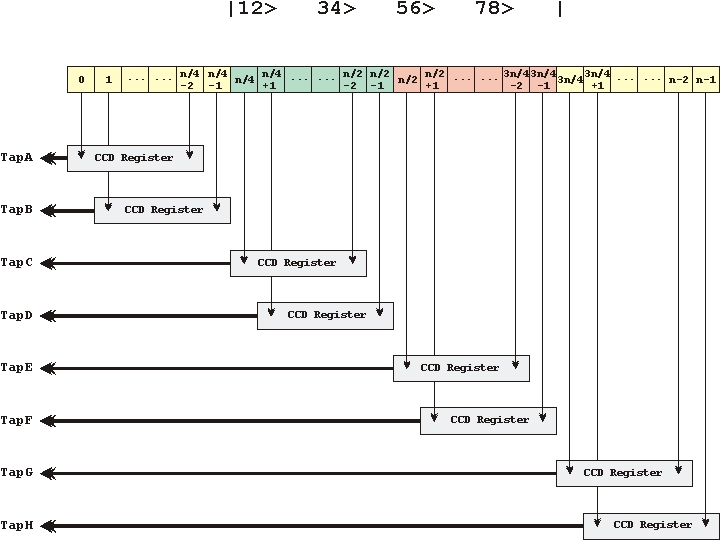 |12> 34> 56> 78> |
0 1 ... ... n/4 -2 n/4 -1 n/4 n/4 +1 ... ... n/2 -2 n/2 -1 n/2 n/2 +1 ... ... 3n/4 -2 3n/4 -1 3n/4 3n/4 +1 ... ... n-2 n-1
TapA CCD Register
TapB CCD Register
TapC CCD Register
TapD CCD Register
TapE CCD Register
TapF CCD Register
TapG CCD Register
TapH CCD Register